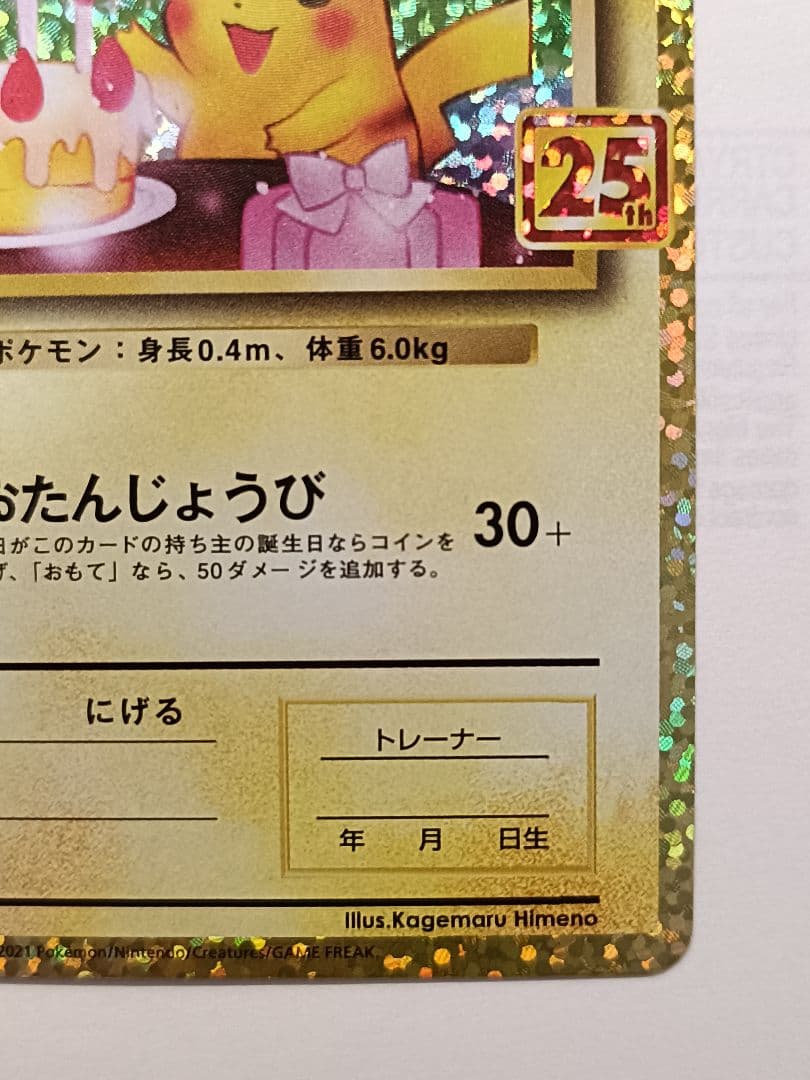 25th
ポケモン：身長0.4m、体重6.0kg
おたんじょうび 30+
日がこのカードの持ち主の誕生日ならコインを
げ、「おもて」なら、50ダメージを追加する。
にげる
トレーナー
年 月 日生
Illus.Kagemaru Himeno
2021 Pokémon/Nintendo/Creatures/GAME FREAK.